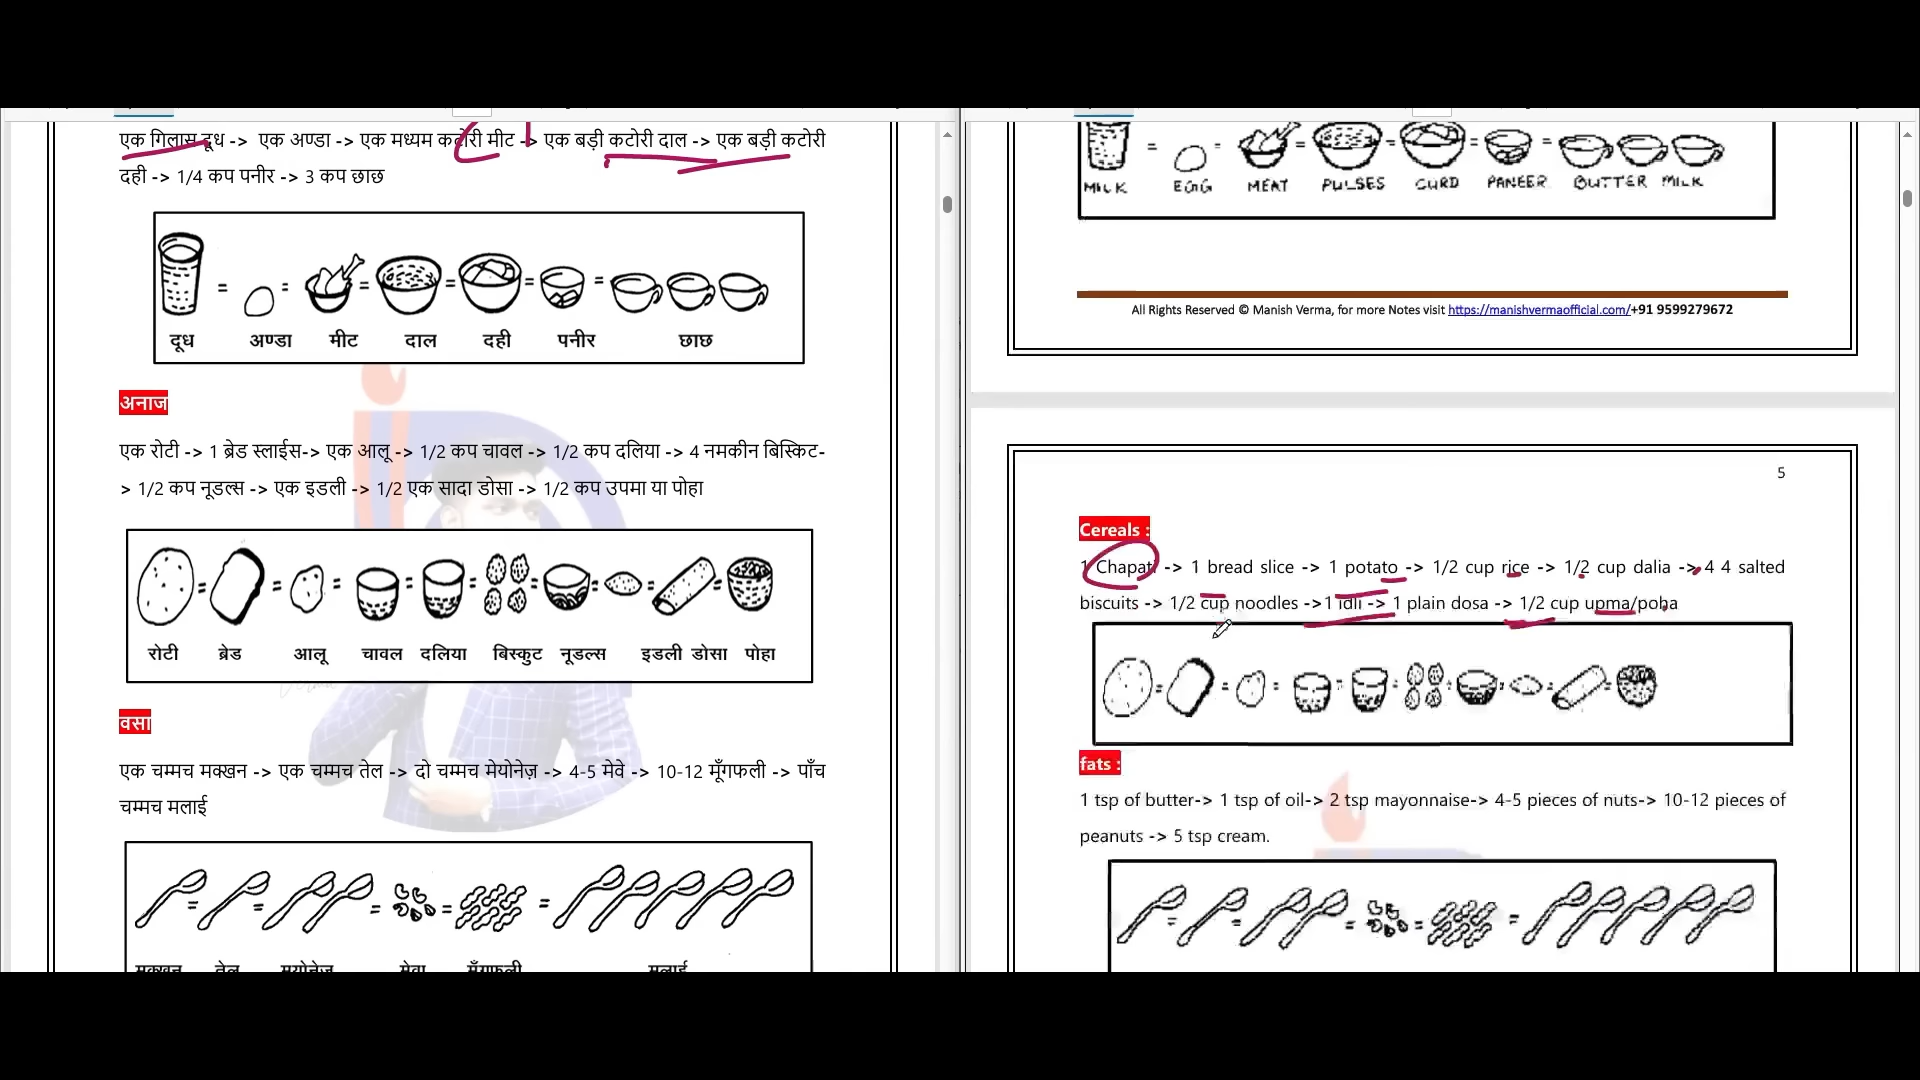 एक गिलास दूध -> एक अण्डा -> एक मध्यम कटोरी मीट -> एक बड़ी कटोरी दाल -> एक बड़ी कटोरी
दही -> 1/4 कप पनीर -> 3 कप छाछ
दूध अण्डा मीट दाल दही पनीर छाछ
अनाज
एक रोटी -> 1 ब्रेड स्लाईस-> एक आलू -> 1/2 कप चावल -> 1/2 कप दलिया -> 4 नमकीन बिस्किट-
> 1/2 कप नूडल्स -> एक इडली -> 1/2 एक सादा डोसा -> 1/2 कप उपमा या पोहा
रोटी ब्रेड आलू चावल दलिया बिस्कुट नूडल्स इडली डोसा पोहा
वसा
एक चम्मच मक्खन -> एक चम्मच तेल -> दो चम्मच मेयोनेज़ -> 4-5 मेवे -> 10-12 मूँगफली -> पाँच
चम्मच मलाई
मक्खन तेल मयोनेज मेवा मूँगफली मलाई
MILK EGG MEAT PULSES CURD PANEER BUTTER MILK
All Rights Reserved © Manish Verma, for more Notes visit https://manishvermaofficial.com/+91 9599279672
5
Cereals :
1 Chapati -> 1 bread slice -> 1 potato -> 1/2 cup rice -> 1/2 cup dalia -> 4 4 salted
biscuits -> 1/2 cup noodles ->1 idli -> 1 plain dosa -> 1/2 cup upma/poha
fats :
1 tsp of butter-> 1 tsp of oil-> 2 tsp mayonnaise-> 4-5 pieces of nuts-> 10-12 pieces of
peanuts -> 5 tsp cream.